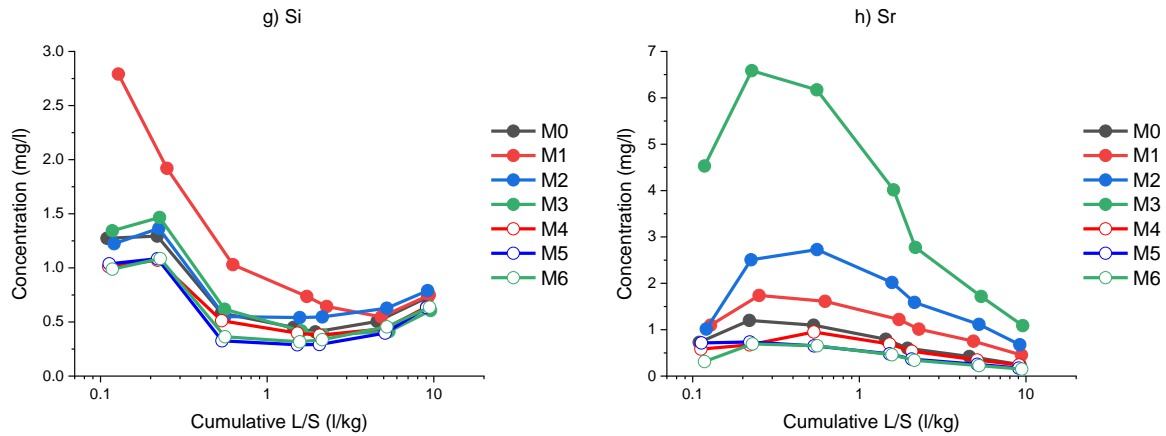 g) Si
3.0
2.5
2.0
1.5
1.0
0.5
0.0
Concentration (mg/l)
0.1
1
10
Cumulative L/S (l/kg)
M0
M1
M2
M3
M4
M5
M6
h) Sr
7
6
5
4
3
2
1
0
Concentration (mg/l)
0.1
1
10
Cumulative L/S (l/kg)
M0
M1
M2
M3
M4
M5
M6